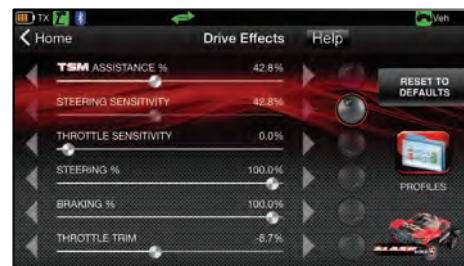 TX
Veh
Home
Drive Effects
Help
TSM ASSISTANCE %
42.8%
STEERING SENSITIVITY
42.8%
THROTTLE SENSITIVITY
0.0%
STEERING %
100.0%
BRAKING %
100.0%
THROTTLE TRIM
-8.7%
RESET TO
DEFAULTS
PROFILES
SLASH